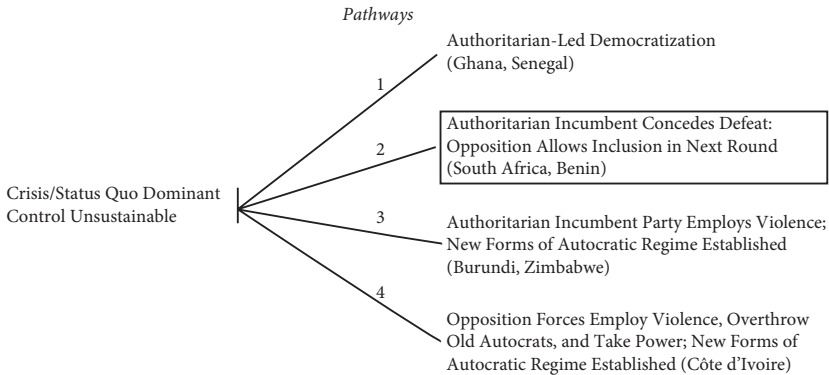 Pathways
Authoritarian-Led Democratization
(Ghana, Senegal)
1
Authoritarian Incumbent Concedes Defeat:
Opposition Allows Inclusion in Next Round
(South Africa, Benin)
2
Crisis/Status Quo Dominant
Control Unsustainable
3
Authoritarian Incumbent Party Employs Violence;
New Forms of Autocratic Regime Established
(Burundi, Zimbabwe)
4
Opposition Forces Employ Violence, Overthrow
Old Autocrats, and Take Power; New Forms of
Autocratic Regime Established (Côte d’Ivoire)